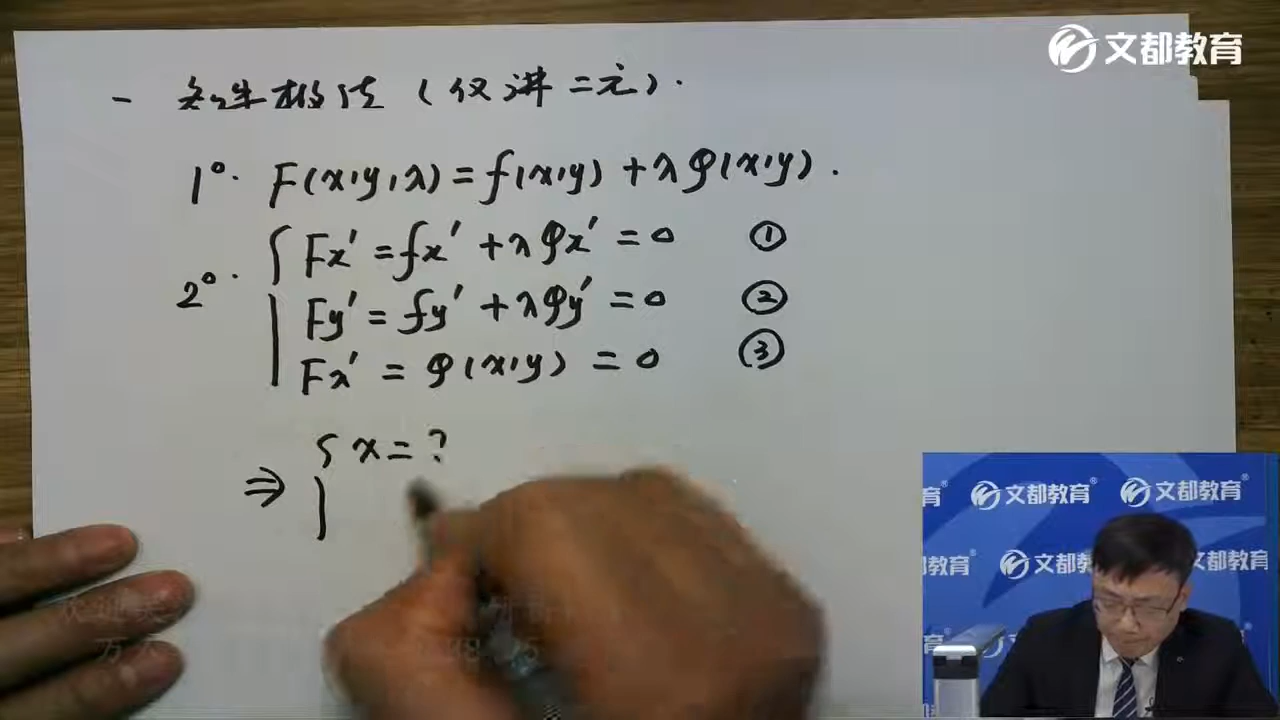 文都教育
一 条件极值（仅讲二元）.
1°. F(x,y,λ)=f(x,y)+λφ(x,y).
2°. { Fx′=fx′+λφx′=0 ①
Fy′=fy′+λφy′=0 ②
Fλ′=φ(x,y)=0 ③
⇒ { x=?
教育® 文都教育® 文都教育®
教育® 文都教 文都教育®